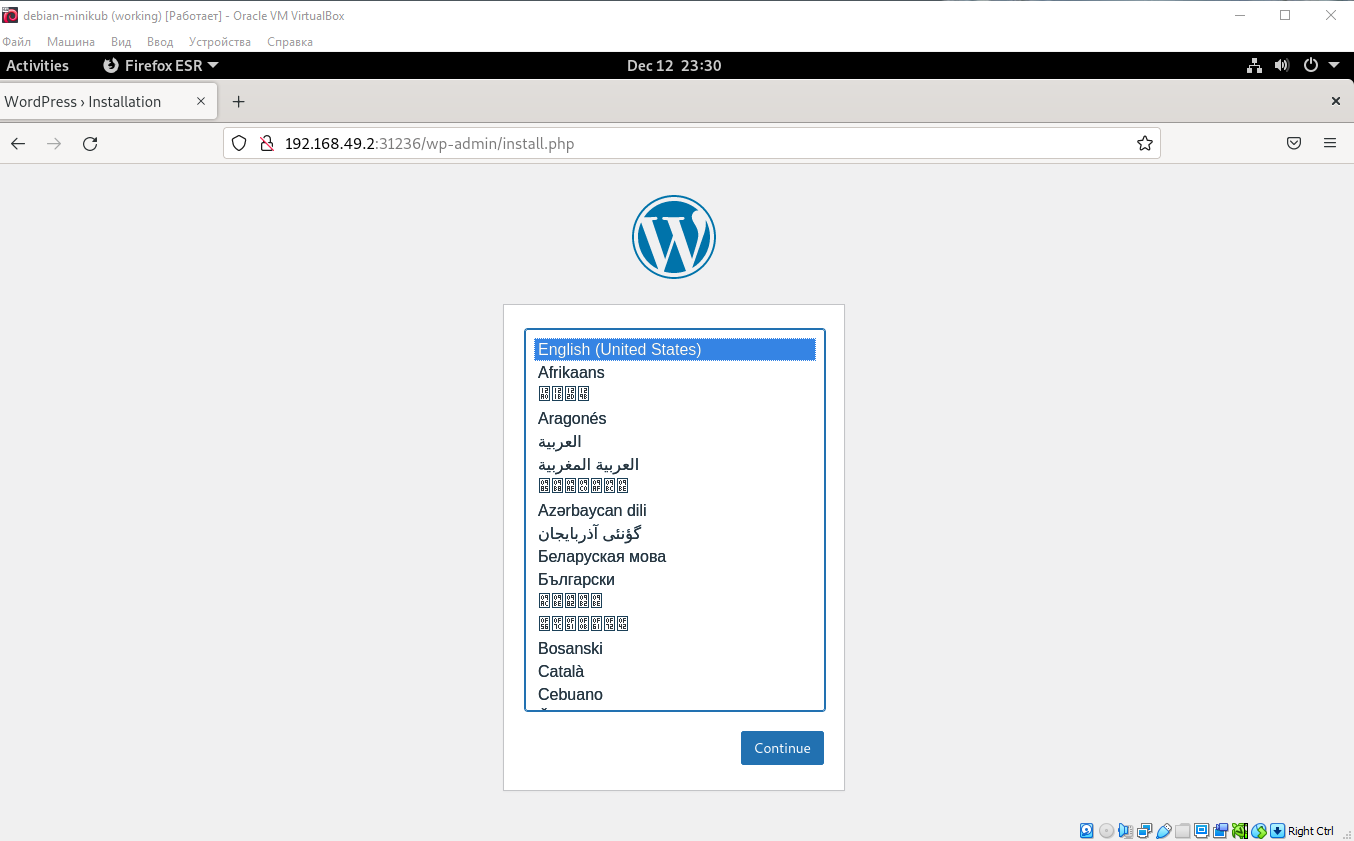 debian-minikub (working) [Работает] - Oracle VM VirtualBox
Файл Машина Вид Ввод Устройства Справка
Activities Firefox ESR Dec 12 23:30
WordPress › Installation
192.168.49.2:31236/wp-admin/install.php
English (United States)
Afrikaans
Aragonés
العربية
العربية المغربية
Azərbaycan dili
گؤنئی آذربایجان
Беларуская мова
Български
Bosanski
Català
Cebuano
Continue
Right Ctrl